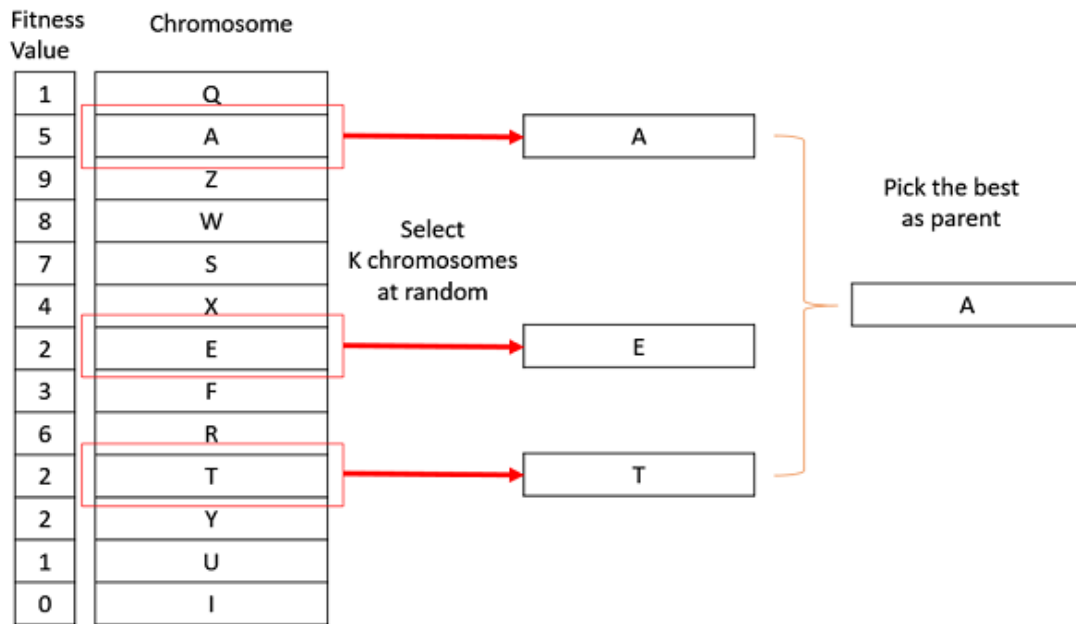 Fitness
Value
Chromosome
1 Q
5 A
9 Z
8 W
7 S
4 X
2 E
3 F
6 R
2 T
2 Y
1 U
0 I
Select
K chromosomes
at random
A
E
T
Pick the best
as parent
A